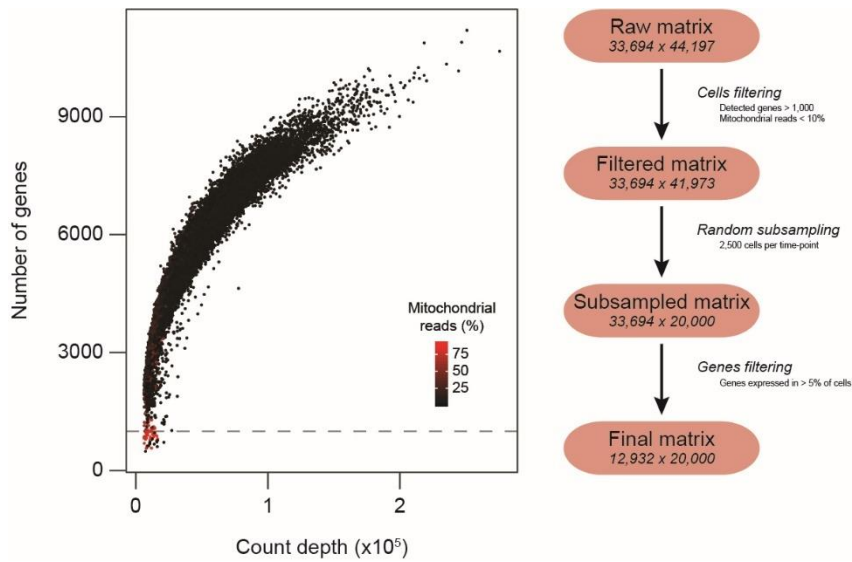 Number of genes
9000
6000
3000
0
0
1
2
Count depth (x10⁵)
Mitochondrial
reads (%)
75
50
25
Raw matrix
33,694 x 44,197
Cells filtering
Detected genes > 1,000
Mitochondrial reads < 10%
Filtered matrix
33,694 x 41,973
Random subsampling
2,500 cells per time-point
Subsampled matrix
33,694 x 20,000
Genes filtering
Genes expressed in > 5% of cells
Final matrix
12,932 x 20,000